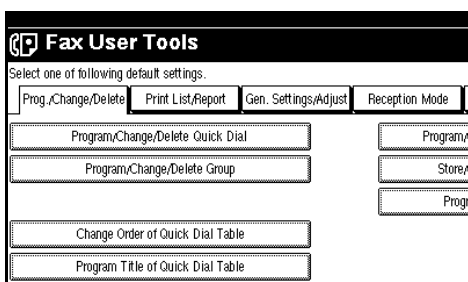 Fax User Tools
Select one of following default settings.
Prog./Change/Delete Print List/Report Gen. Settings/Adjust Reception Mode
Program/Change/Delete Quick Dial
Program/
Program/Change/Delete Group
Store/
Change Order of Quick Dial Table
Program Title of Quick Dial Table